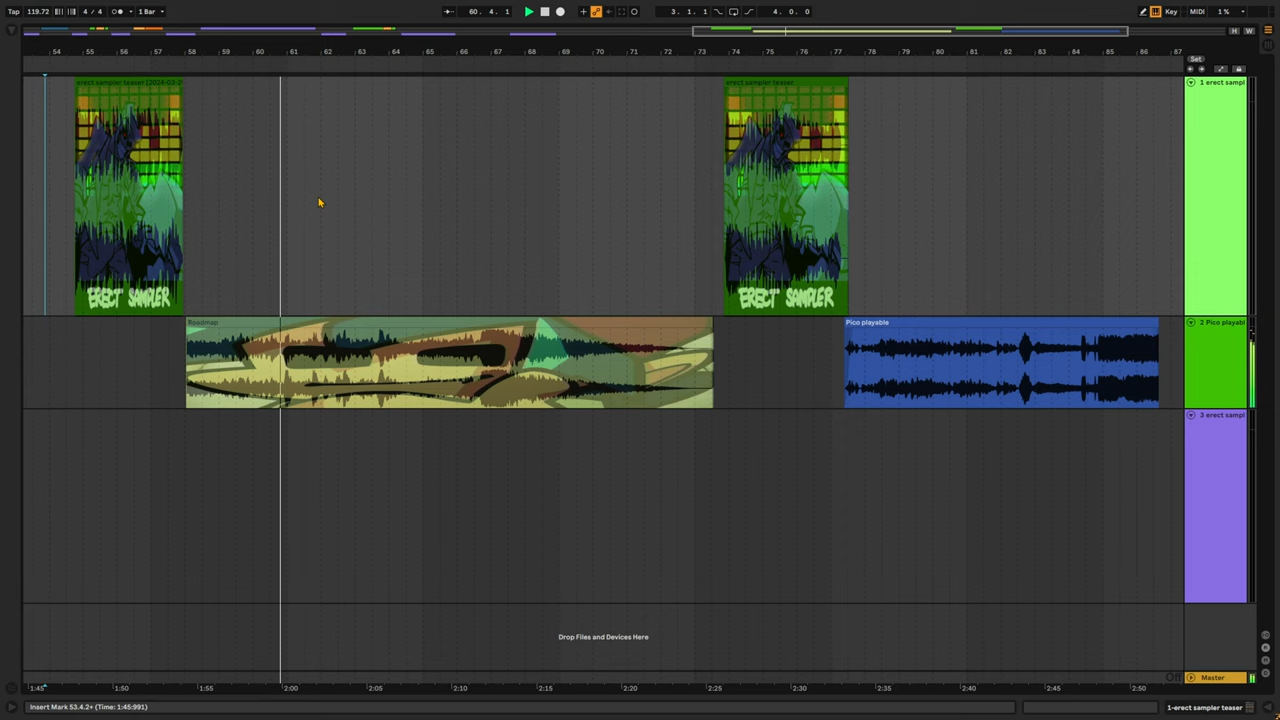 Tap 119.72 4 / 4 1 Bar 60. 4. 1 3. 1. 1 4. 0. 0 Key MIDI 1 %
H W
54 55 56 57 58 59 60 61 62 63 64 65 66 67 68 69 70 71 72 73 74 75 76 77 78 79 80 81 82 83 84 85 86 87
Set
erect sampler teaser [2024-03-2
erect sampler teaser
1 erect sampl
ERECT SAMPLER
ERECT SAMPLER
Roadmap
Pico playable
2 Pico playabl
3 erect sampl
Drop Files and Devices Here
Off
Master
1:45 1:50 1:55 2:00 2:05 2:10 2:15 2:20 2:25 2:30 2:35 2:40 2:45 2:50
Insert Mark 53.4.2+ (Time: 1:45:991)
1-erect sampler teaser